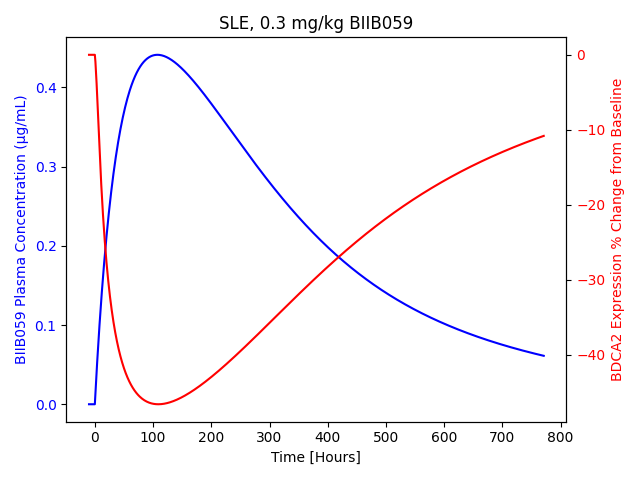 SLE, 0.3 mg/kg BIIB059
BIIB059 Plasma Concentration (μg/mL)
0.4
0.3
0.2
0.1
0.0
0
−10
−20
−30
−40
BDCA2 Expression % Change from Baseline
0 100 200 300 400 500 600 700 800
Time [Hours]